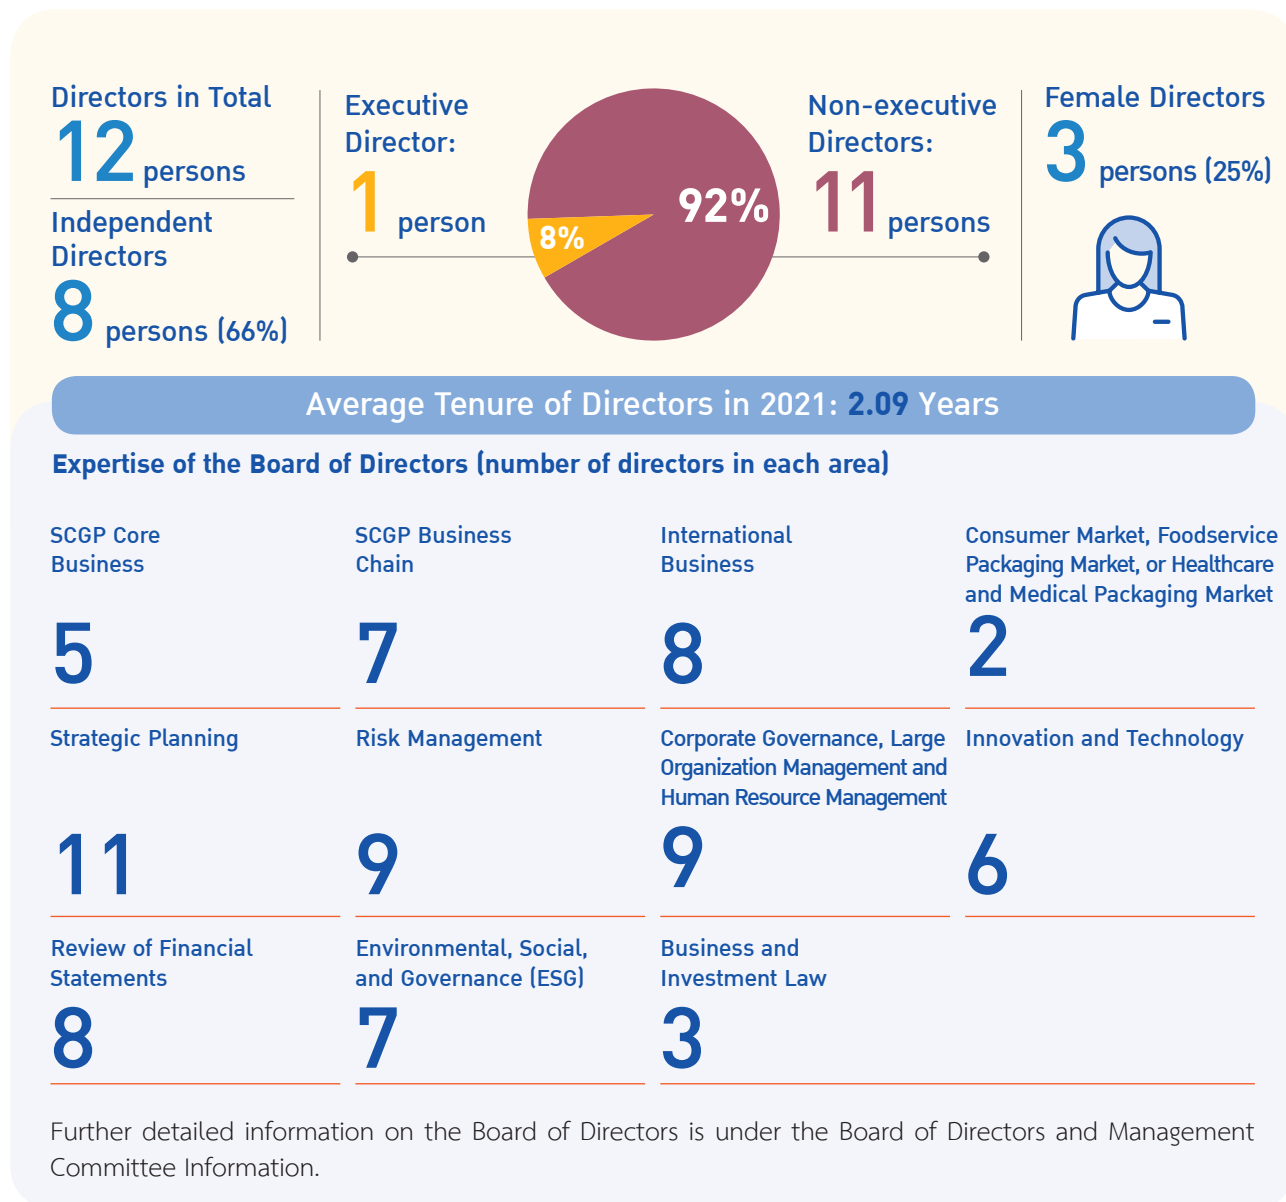 Directors in Total
12 persons
Independent
Directors
8 persons (66%)
Executive
Director:
1 person
8%
92%
Non-executive
Directors:
11 persons
Female Directors
3 persons (25%)
Average Tenure of Directors in 2021: 2.09 Years
Expertise of the Board of Directors (number of directors in each area)
SCGP Core
Business
5
SCGP Business
Chain
7
International
Business
8
Consumer Market, Foodservice
Packaging Market, or Healthcare
and Medical Packaging Market
2
Strategic Planning
11
Risk Management
9
Corporate Governance, Large
Organization Management and
Human Resource Management
9
Innovation and Technology
6
Review of Financial
Statements
8
Environmental, Social,
and Governance (ESG)
7
Business and
Investment Law
3
Further detailed information on the Board of Directors is under the Board of Directors and Management
Committee Information.